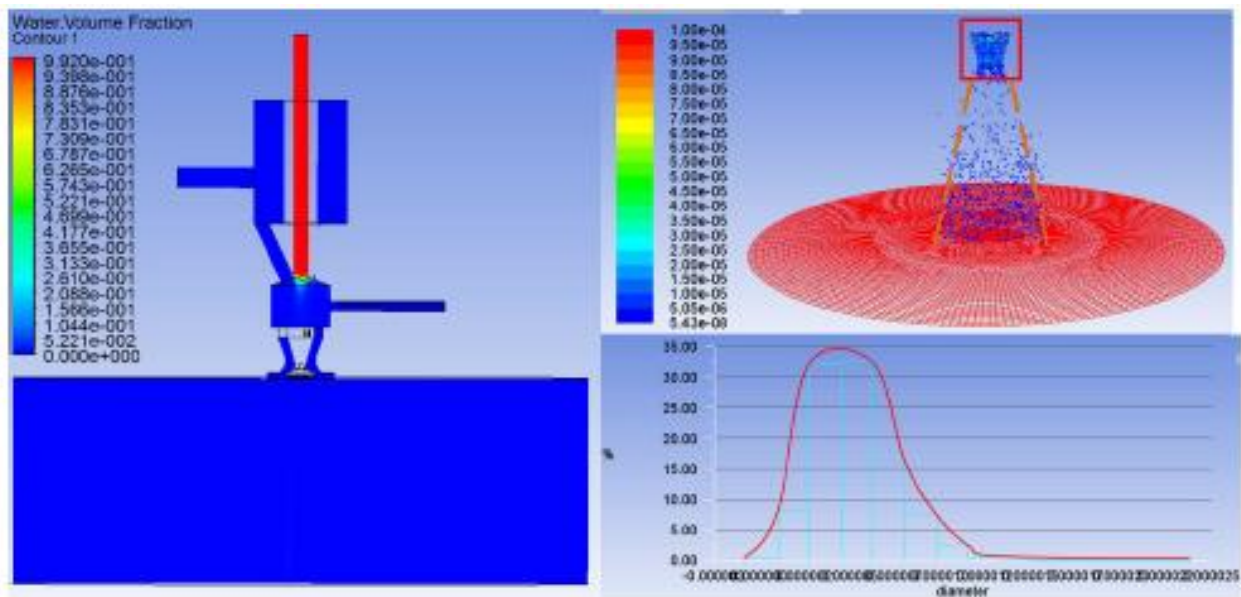 Water.Volume Fraction
Contour 1
9.920e-001
9.398e-001
8.876e-001
8.353e-001
7.831e-001
7.309e-001
6.787e-001
6.265e-001
5.743e-001
5.221e-001
4.699e-001
4.177e-001
3.655e-001
3.133e-001
2.610e-001
2.088e-001
1.566e-001
1.044e-001
5.221e-002
0.000e+000
1.00e-04
9.50e-05
9.00e-05
8.50e-05
8.00e-05
7.50e-05
7.00e-05
6.50e-05
6.00e-05
5.50e-05
5.00e-05
4.50e-05
4.00e-05
3.50e-05
3.00e-05
2.50e-05
2.00e-05
1.50e-05
1.00e-05
5.05e-06
5.43e-08
35.00
30.00
25.00
20.00
15.00
10.00
5.00
0.00
diameter